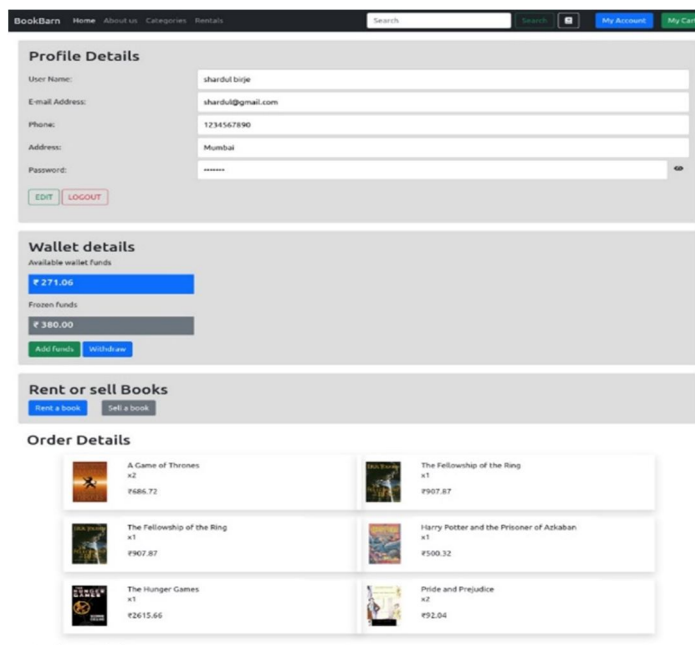 BookBarn Home About us Categories Rentals Search Search My Account My Cart
Profile Details
User Name: shardul birje
E-mail Address: shardul@gmail.com
Phone: 1234567890
Address: Mumbai
Password: •••••••
EDIT LOGOUT
Wallet details
Available wallet funds
₹ 271.06
Frozen funds
₹ 380.00
Add funds Withdraw
Rent or sell Books
Rent a book Sell a book
Order Details
A Game of Thrones
x2
₹686.72
The Fellowship of the Ring
x1
₹907.87
The Fellowship of the Ring
x1
₹907.87
Harry Potter and the Prisoner of Azkaban
x1
₹500.32
THE HUNGER GAMES
The Hunger Games
x1
₹2615.66
Pride and Prejudice
x2
₹92.04